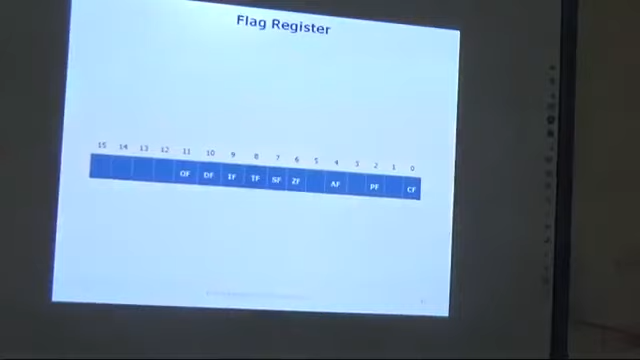 Flag Register
15 14 13 12 11 10 9 8 7 6 5 4 3 2 1 0
OF DF IF TF SF ZF AF PF CF